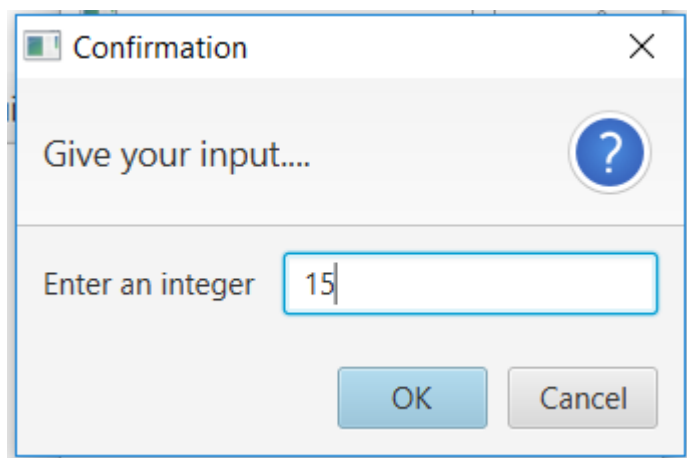 Confirmation
Give your input....
?
Enter an integer 15
OK Cancel